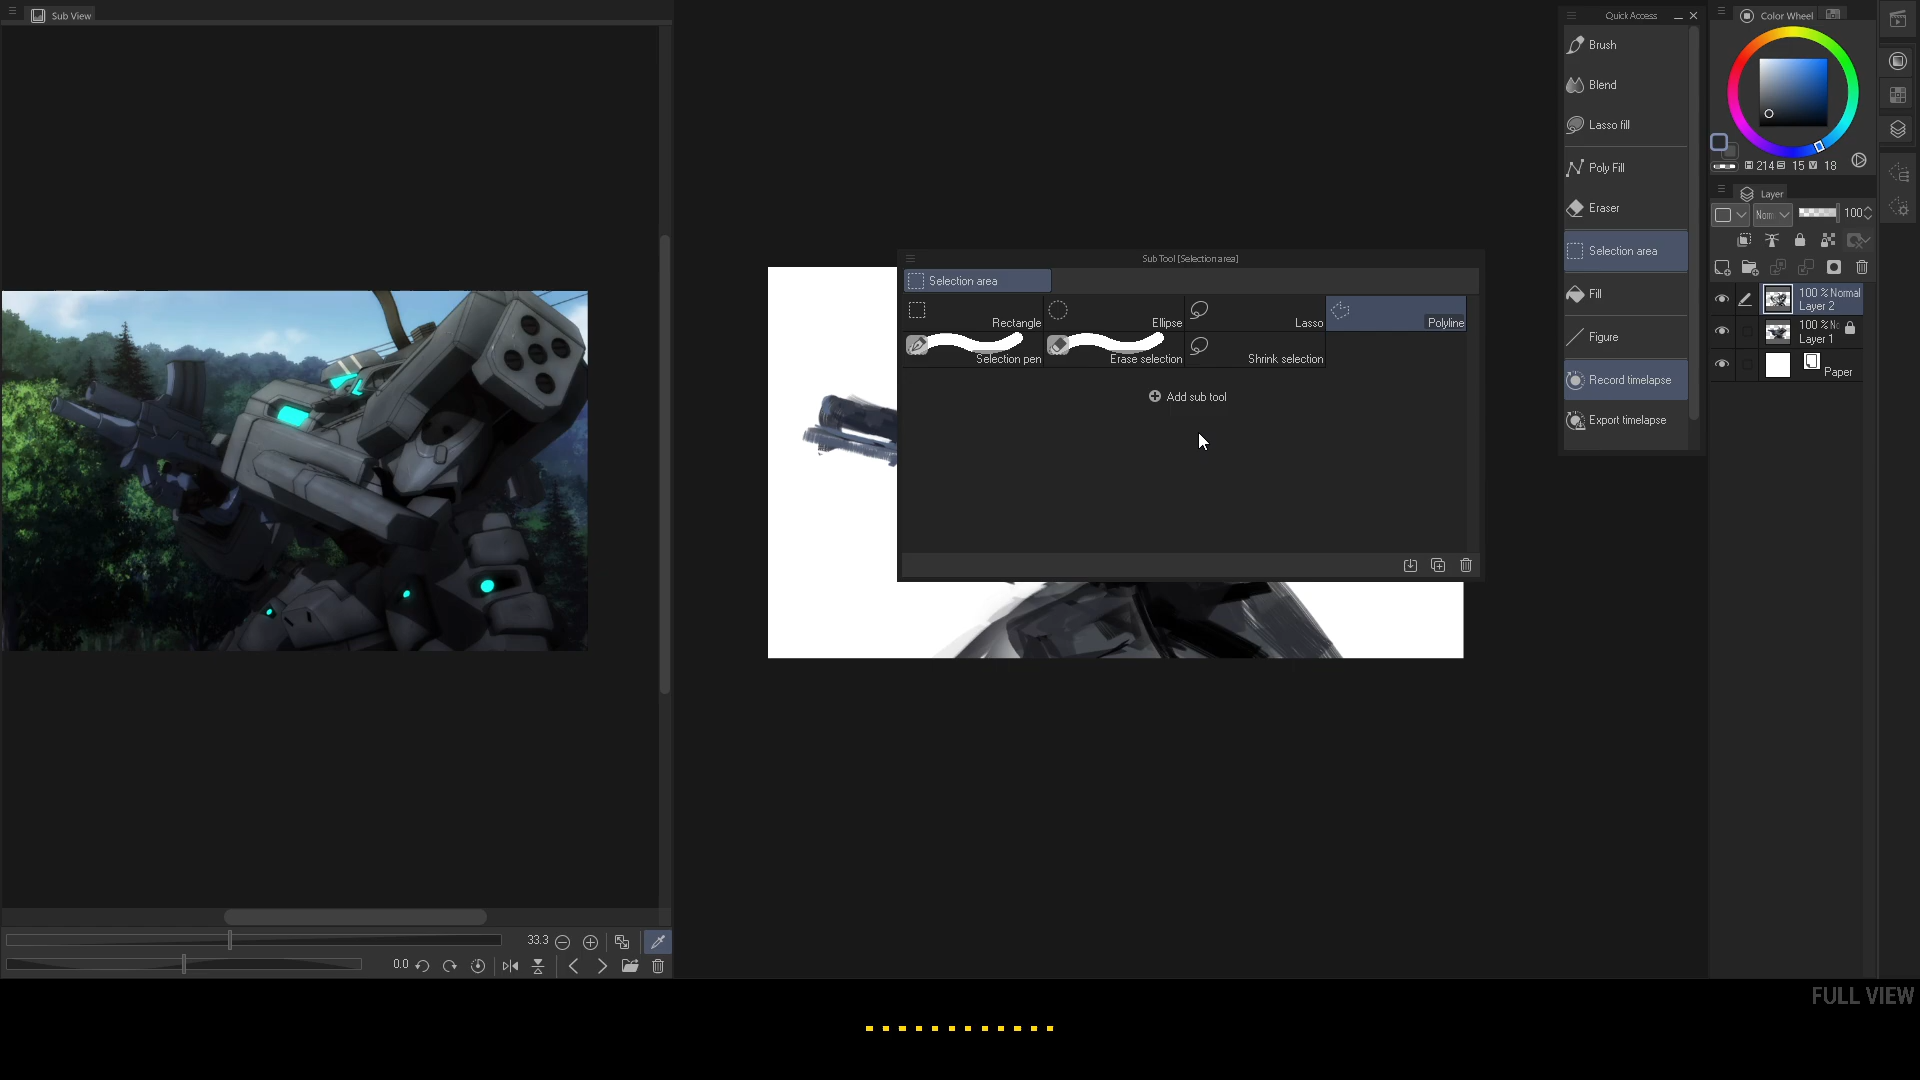 Sub View
Quick Access
Color Wheel
Brush
Blend
Lasso fill
Poly Fill
Eraser
Selection area
Fill
Figure
Record timelapse
Export timelapse
214 15 18
Layer
100
100 % Normal
Layer 2
Layer 1
Paper
Sub Tool [Selection area]
Selection area
Rectangle
Ellipse
Lasso
Polyline
Selection pen
Erase selection
Shrink selection
Add sub tool
33.3
0.0
FULL VIEW